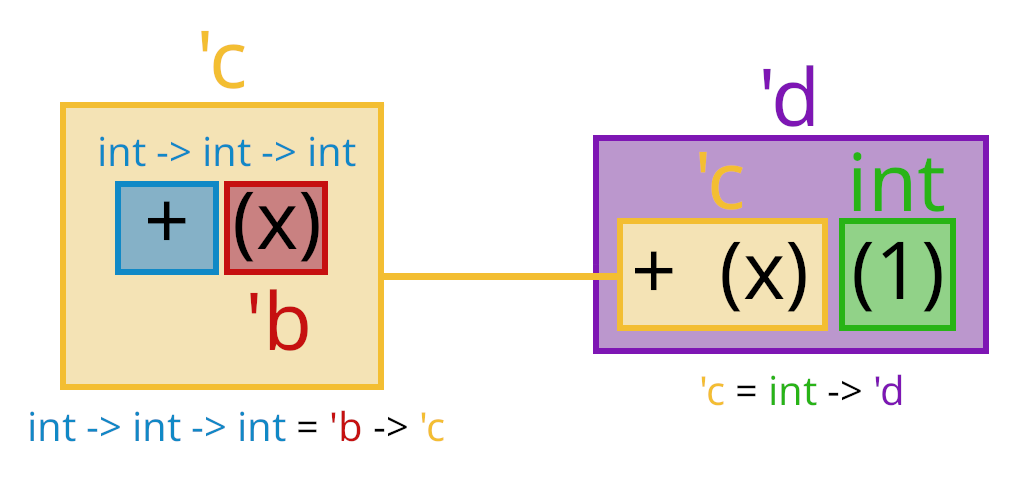 'c
int -> int -> int
+ (x)
'b
int -> int -> int = 'b -> 'c
'd
'c int
+ (x) (1)
'c = int -> 'd